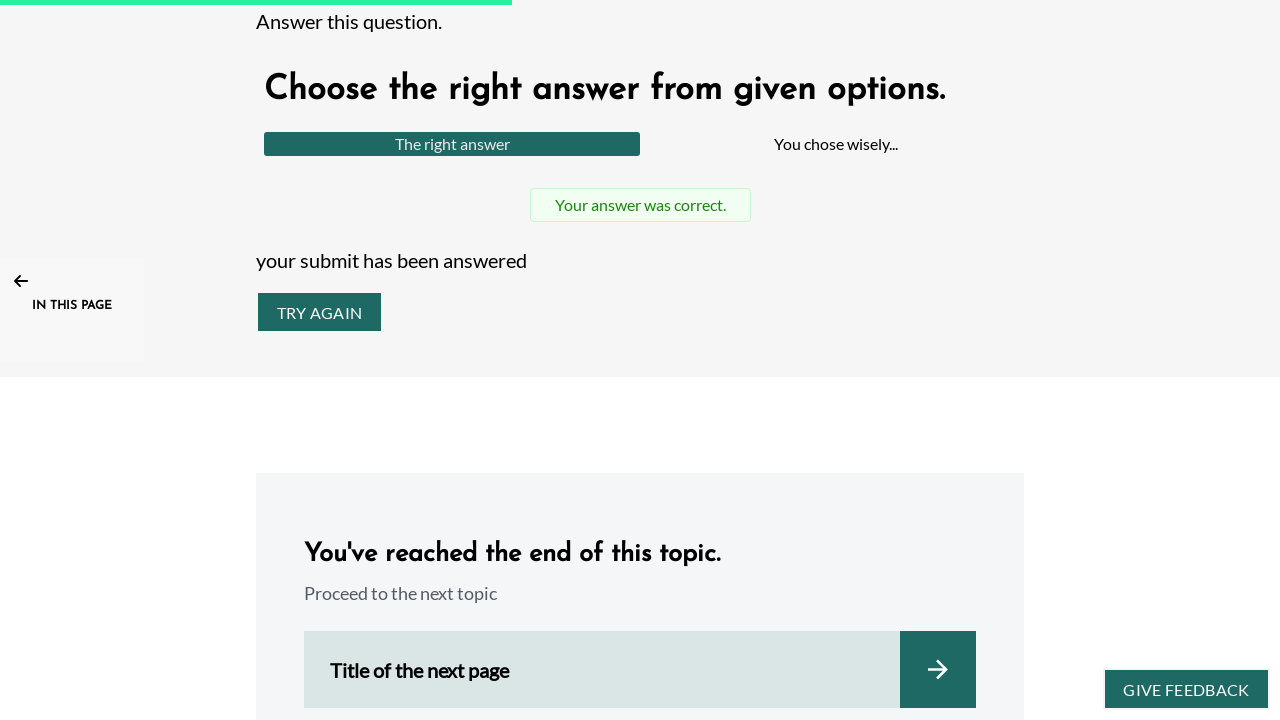 Answer this question.
Choose the right answer from given options.
The right answer
You chose wisely...
Your answer was correct.
your submit has been answered
IN THIS PAGE
TRY AGAIN
You've reached the end of this topic.
Proceed to the next topic
Title of the next page
GIVE FEEDBACK